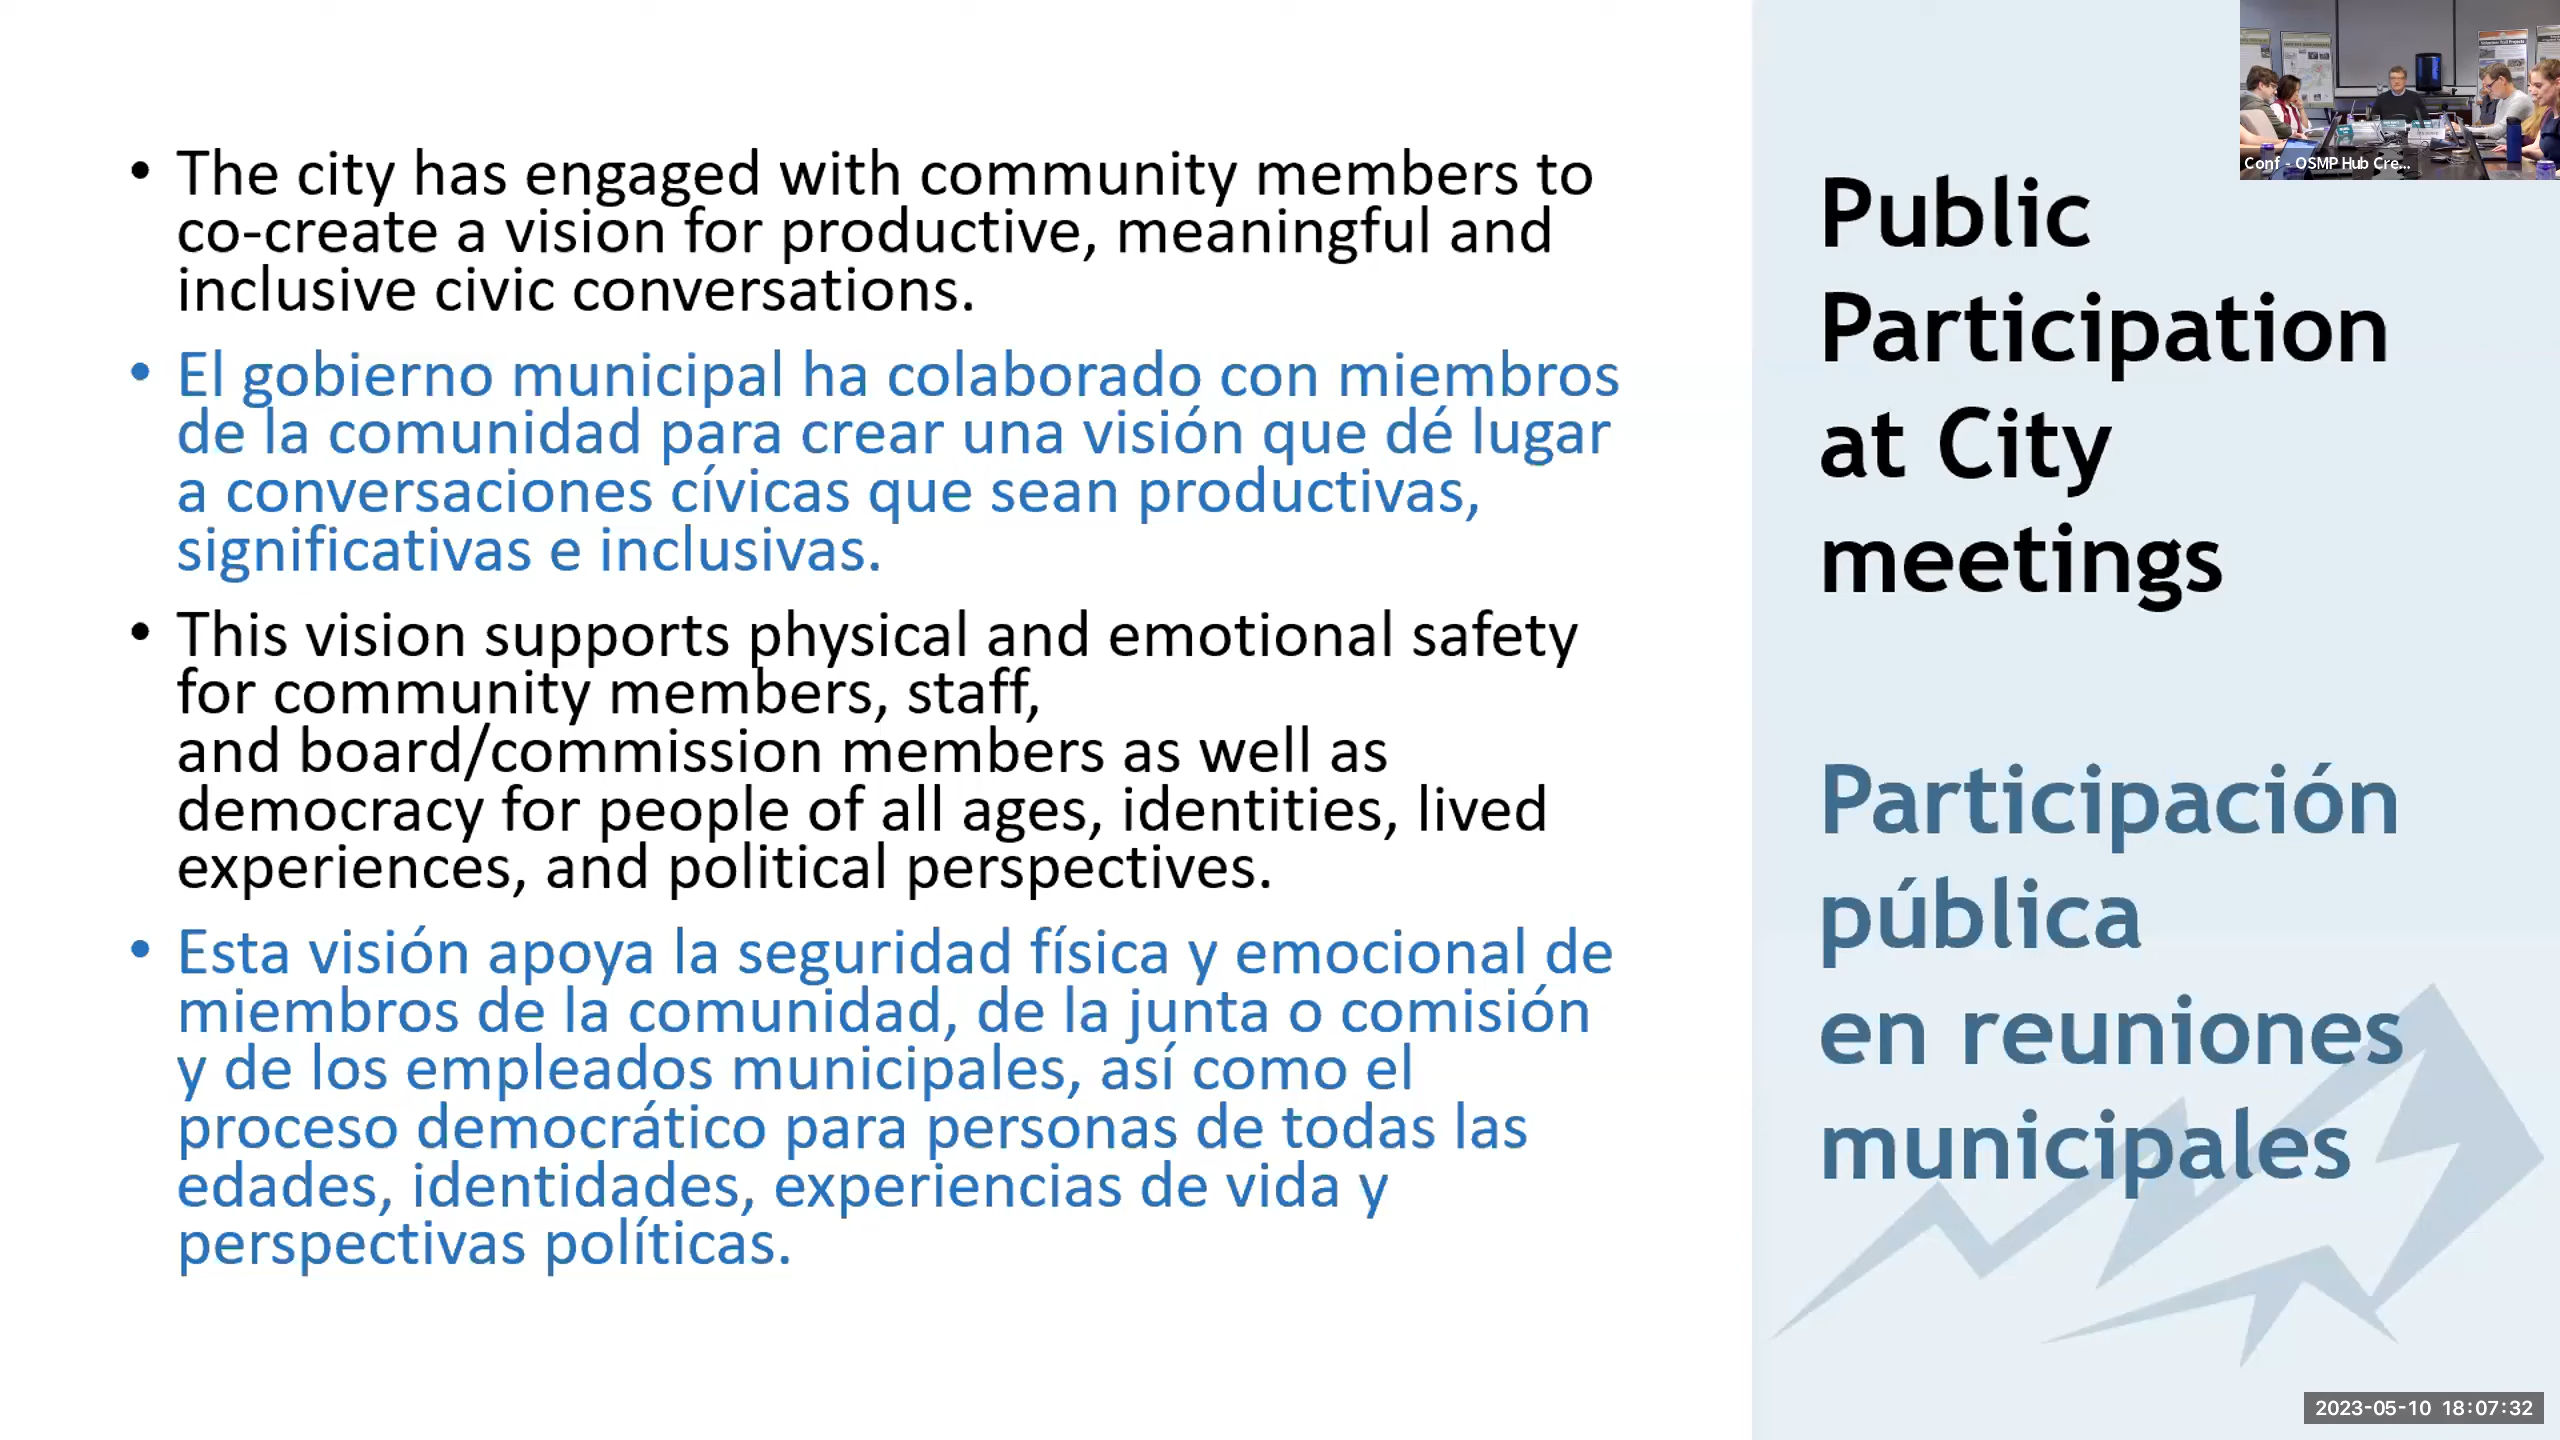 • The city has engaged with community members to
co-create a vision for productive, meaningful and
inclusive civic conversations.
• El gobierno municipal ha colaborado con miembros
de la comunidad para crear una visión que dé lugar
a conversaciones cívicas que sean productivas,
significativas e inclusivas.
• This vision supports physical and emotional safety
for community members, staff,
and board/commission members as well as
democracy for people of all ages, identities, lived
experiences, and political perspectives.
• Esta visión apoya la seguridad física y emocional de
miembros de la comunidad, de la junta o comisión
y de los empleados municipales, así como el
proceso democrático para personas de todas las
edades, identidades, experiencias de vida y
perspectivas políticas.
Conf - OSMP Hub Cre...
Public
Participation
at City
meetings
Participación
pública
en reuniones
municipales
2023-05-10 18:07:32